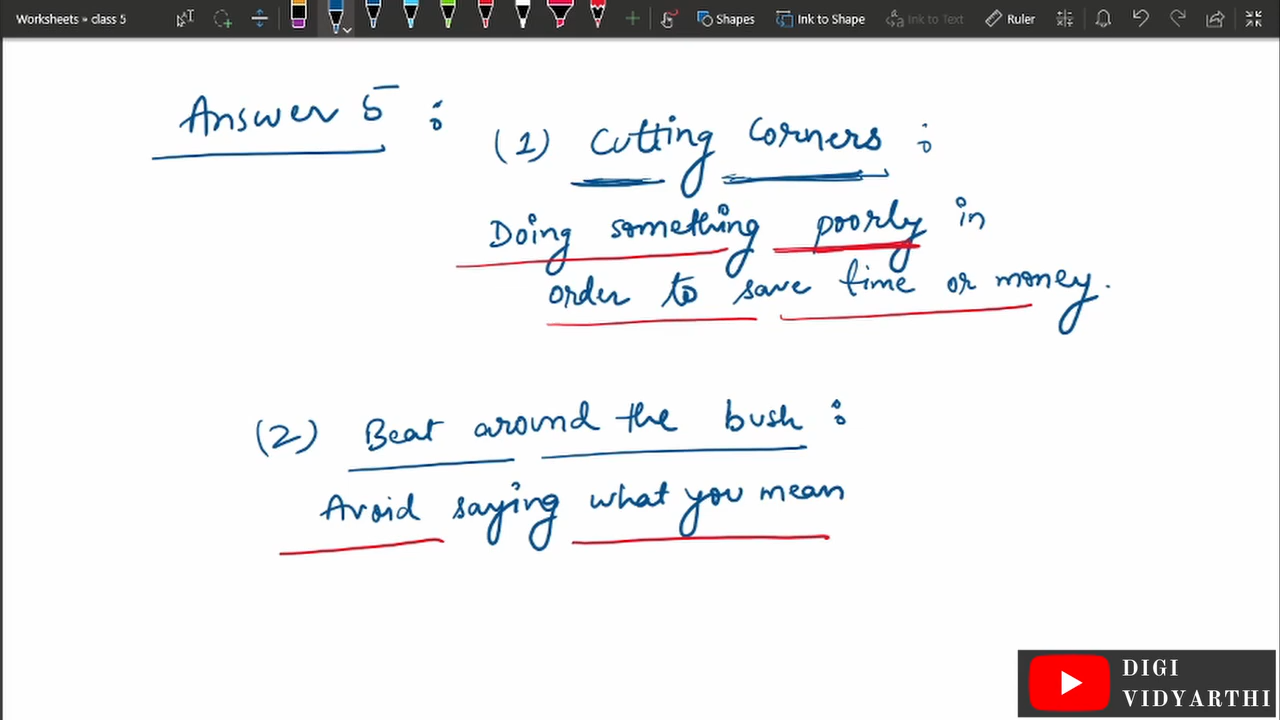 Worksheets - class 5
Shapes
Ink to Shape
Ink to Text
Ruler
Answer 5 :
(1) Cutting Corners :
Doing something poorly in
order to save time or money.
(2) Beat around the bush :
Avoid saying what you mean
DIGI
VIDYARTHI